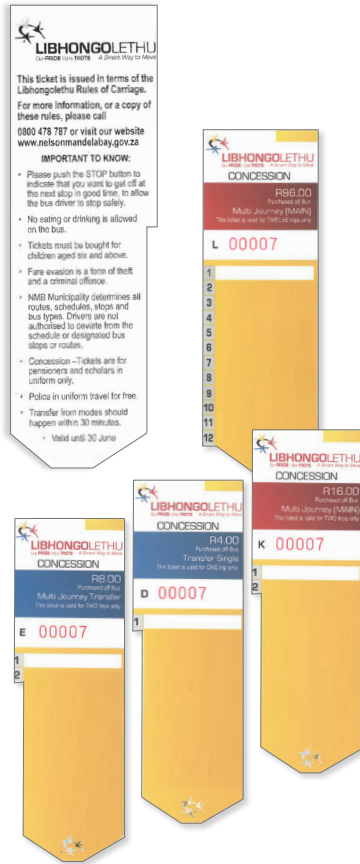 LIBHONGOLETHU
Our PRIDE Izwe TROTS A Smart Way to Move
This ticket is issued in terms of the
Libhongolethu Rules of Carriage.
For more information, or a copy of
these rules, please call
0800 478 787 or visit our website
www.nelsonmandelabay.gov.za
IMPORTANT TO KNOW:
• Please push the STOP button to
indicate that you want to get off at
the next stop in good time, to allow
the bus driver to stop safely.
• No eating or drinking is allowed
on the bus.
• Tickets must be bought for
children aged six and above.
• Fare evasion is a form of theft
and a criminal offence.
• NMB Municipality determines all
routes, schedules, stops and
bus types. Drivers are not
authorised to deviate from the
schedule or designated bus
stops or routes.
• Concession –Tickets are for
pensioners and scholars in
uniform only.
• Police in uniform travel for free.
• Transfer from modes should
happen within 30 minutes.
• Valid until 30 June
LIBHONGOLETHU
CONCESSION
R96.00
Purchased off Bus
Multi Journey [MAIN]
This ticket is valid for TWELVE trips only
L 00007
1
2
3
4
5
6
7
8
9
10
11
12
LIBHONGOLETHU
CONCESSION
R16.00
Purchased off Bus
Multi Journey [MAIN]
This ticket is valid for TWO trips only
K 00007
1
2
LIBHONGOLETHU
CONCESSION
R4.00
Purchased off Bus
Transfer Single
This ticket is valid for ONE trip only
D 00007
1
LIBHONGOLETHU
CONCESSION
R8.00
Purchased off Bus
Multi Journey Transfer
This ticket is valid for TWO trips only
E 00007
1
2